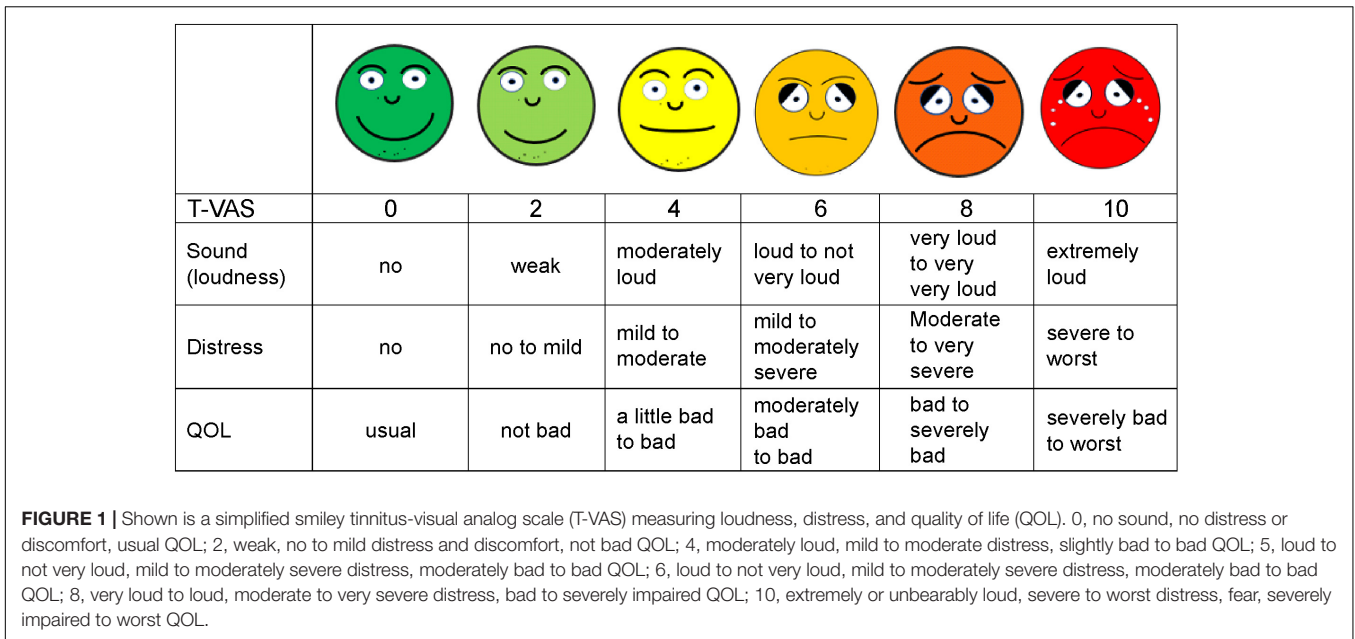 T-VAS 0 2 4 6 8 10
Sound
(loudness)
no
weak
moderately
loud
loud to not
very loud
very loud
to very
very loud
extremely
loud
Distress
no
no to mild
mild to
moderate
mild to
moderately
severe
Moderate
to very
severe
severe to
worst
QOL
usual
not bad
a little bad
to bad
moderately
bad
to bad
bad to
severely
bad
severely bad
to worst
FIGURE 1 | Shown is a simplified smiley tinnitus-visual analog scale (T-VAS) measuring loudness, distress, and quality of life (QOL). 0, no sound, no distress or
discomfort, usual QOL; 2, weak, no to mild distress and discomfort, not bad QOL; 4, moderately loud, mild to moderate distress, slightly bad to bad QOL; 5, loud to
not very loud, mild to moderately severe distress, moderately bad to bad QOL; 6, loud to not very loud, mild to moderately severe distress, moderately bad to bad
QOL; 8, very loud to loud, moderate to very severe distress, bad to severely impaired QOL; 10, extremely or unbearably loud, severe to worst distress, fear, severely
impaired to worst QOL.